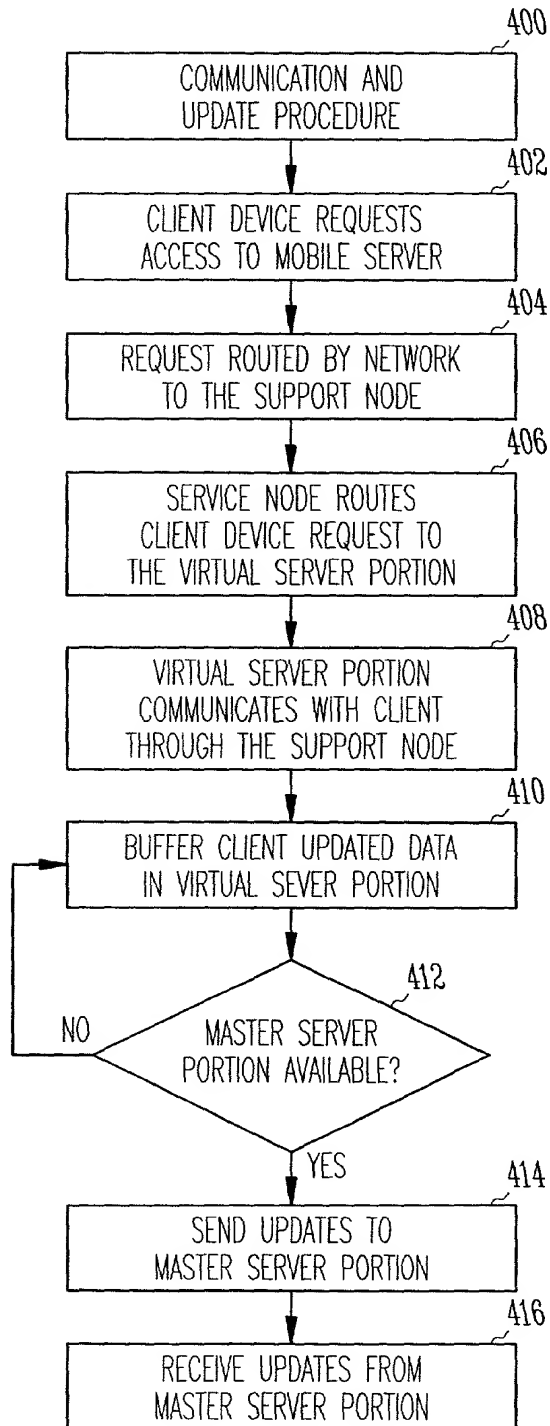 400
COMMUNICATION AND
UPDATE PROCEDURE
402
CLIENT DEVICE REQUESTS
ACCESS TO MOBILE SERVER
404
REQUEST ROUTED BY NETWORK
TO THE SUPPORT NODE
406
SERVICE NODE ROUTES
CLIENT DEVICE REQUEST TO
THE VIRTUAL SERVER PORTION
408
VIRTUAL SERVER PORTION
COMMUNICATES WITH CLIENT
THROUGH THE SUPPORT NODE
410
BUFFER CLIENT UPDATED DATA
IN VIRTUAL SEVER PORTION
412
NO
MASTER SERVER
PORTION AVAILABLE?
YES
414
SEND UPDATES TO
MASTER SERVER PORTION
416
RECEIVE UPDATES FROM
MASTER SERVER PORTION